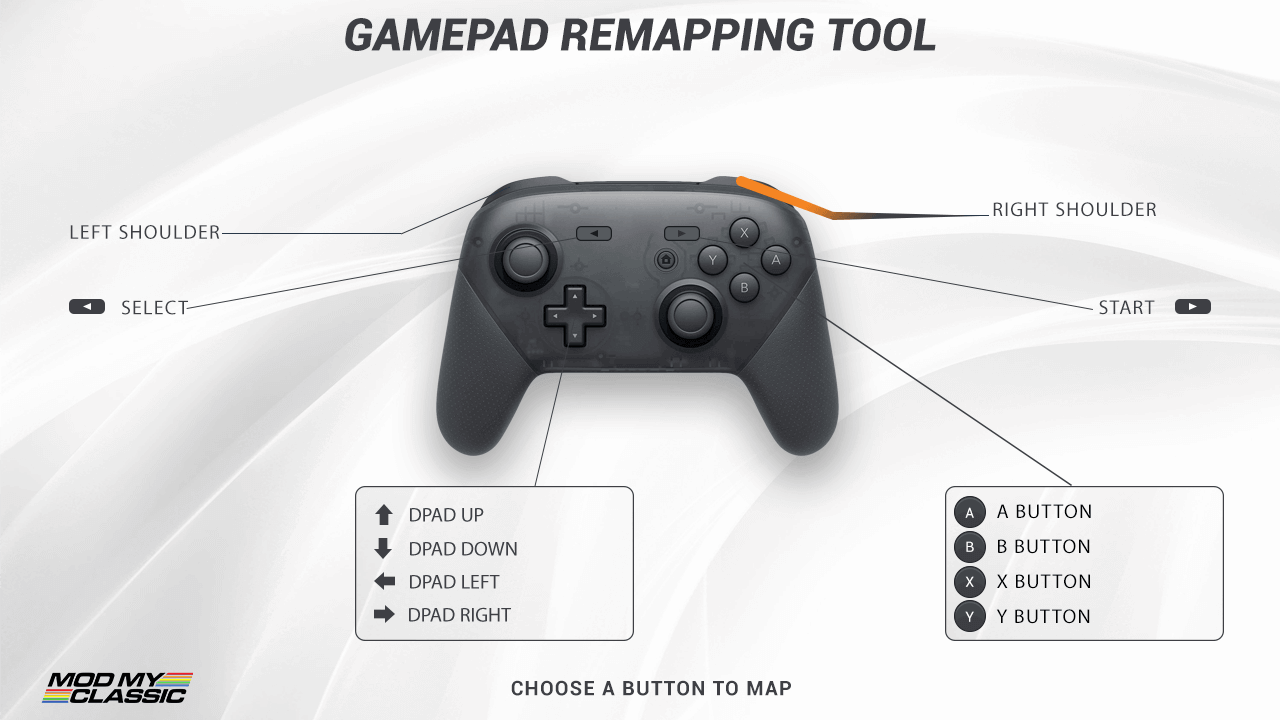 GAMEPAD REMAPPING TOOL
RIGHT SHOULDER
LEFT SHOULDER
X
Y
A
B
SELECT
START
DPAD UP
DPAD DOWN
DPAD LEFT
DPAD RIGHT
A A BUTTON
B B BUTTON
X X BUTTON
Y Y BUTTON
MOD MY
CLASSIC
CHOOSE A BUTTON TO MAP